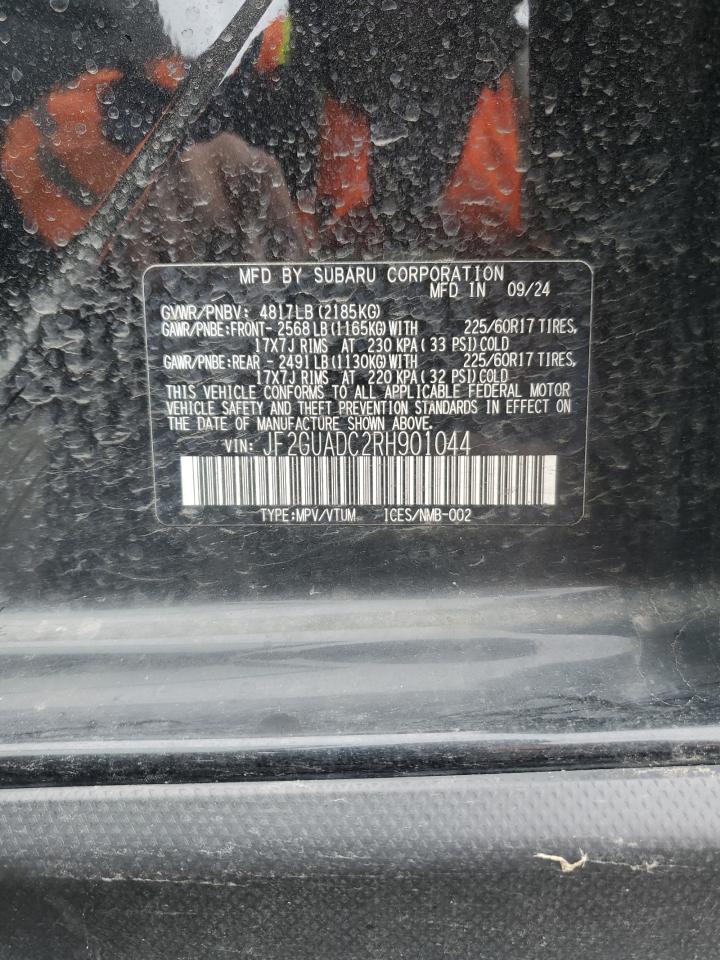 MFD BY SUBARU CORPORATION
MFD IN 09/24
GVWR/PNBV: 4817LB (2185KG)
GAWR/PNBE:FRONT- 2568 LB (1165KG) WITH 225/60R17 TIRES,
17X7J RIMS AT 230 KPA ( 33 PSI) COLD
GAWR/PNBE:REAR - 2491 LB (1130KG) WITH 225/60R17 TIRES,
17X7J RIMS AT 220 KPA ( 32 PSI) COLD
THIS VEHICLE CONFORMS TO ALL APPLICABLE FEDERAL MOTOR
VEHICLE SAFETY AND THEFT PREVENTION STANDARDS IN EFFECT ON
THE DATE OF MANUFACTURE SHOWN ABOVE.
VIN: JF2GUADC2RH901044
TYPE:MPV/VTUM ICES/NMB-002